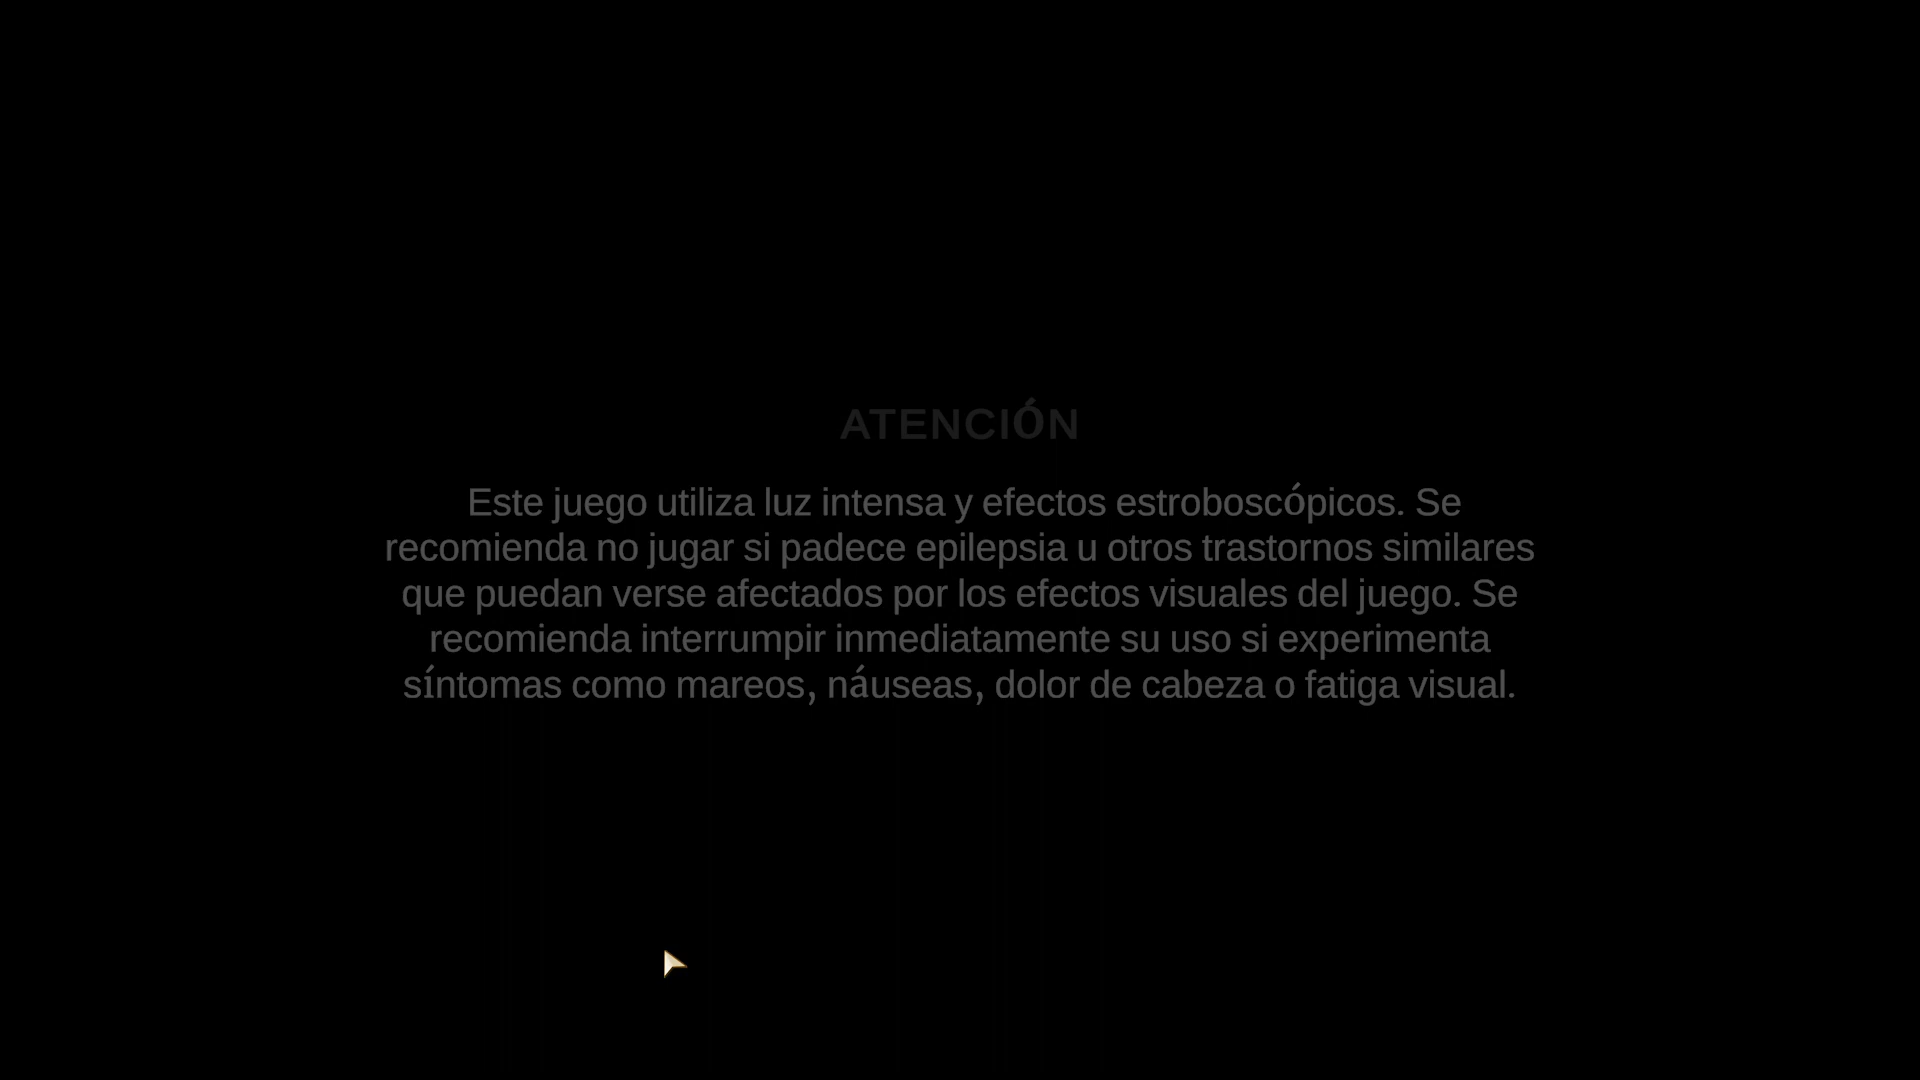 ATENCIÓN
Este juego utiliza luz intensa y efectos estroboscópicos. Se
recomienda no jugar si padece epilepsia u otros trastornos similares
que puedan verse afectados por los efectos visuales del juego. Se
recomienda interrumpir inmediatamente su uso si experimenta
síntomas como mareos, náuseas, dolor de cabeza o fatiga visual.